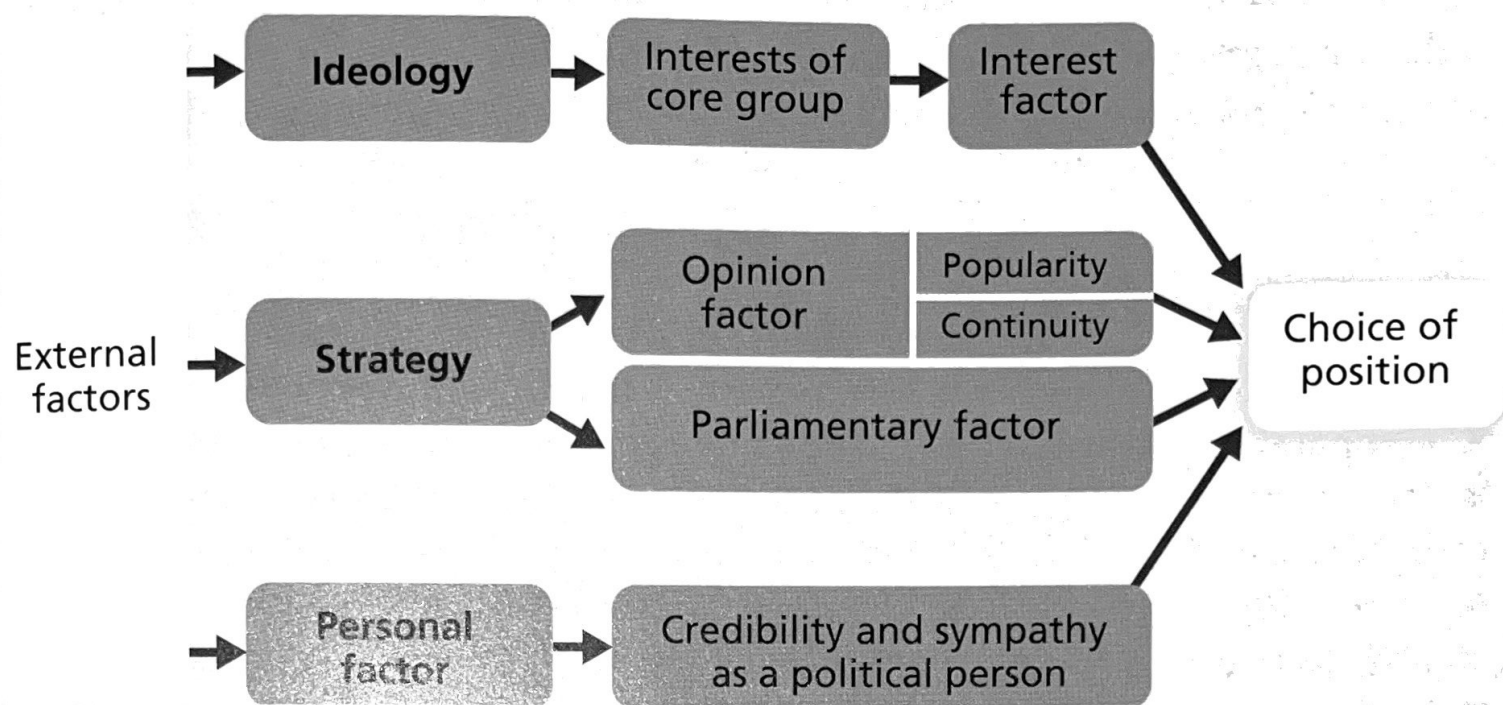 Ideology
Interests of
core group
Interest
factor
External
factors
Strategy
Opinion
factor
Popularity
Continuity
Parliamentary factor
Choice of
position
Personal
factor
Credibility and sympathy
as a political person